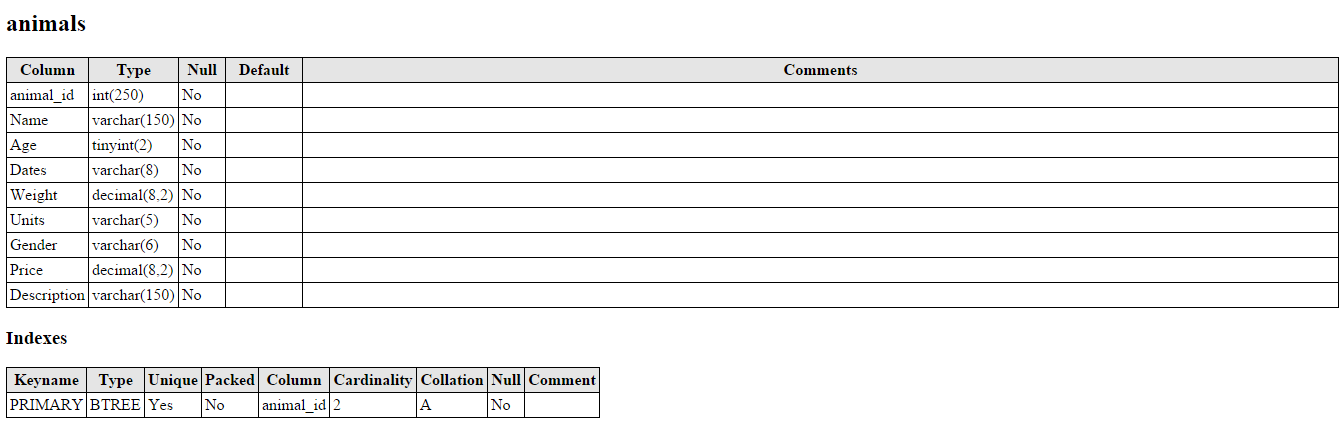 animals
Column Type Null Default Comments
animal_id int(250) No
Name varchar(150) No
Age tinyint(2) No
Dates varchar(8) No
Weight decimal(8,2) No
Units varchar(5) No
Gender varchar(6) No
Price decimal(8,2) No
Description varchar(150) No
Indexes
Keyname Type Unique Packed Column Cardinality Collation Null Comment
PRIMARY BTREE Yes No animal_id 2 A No